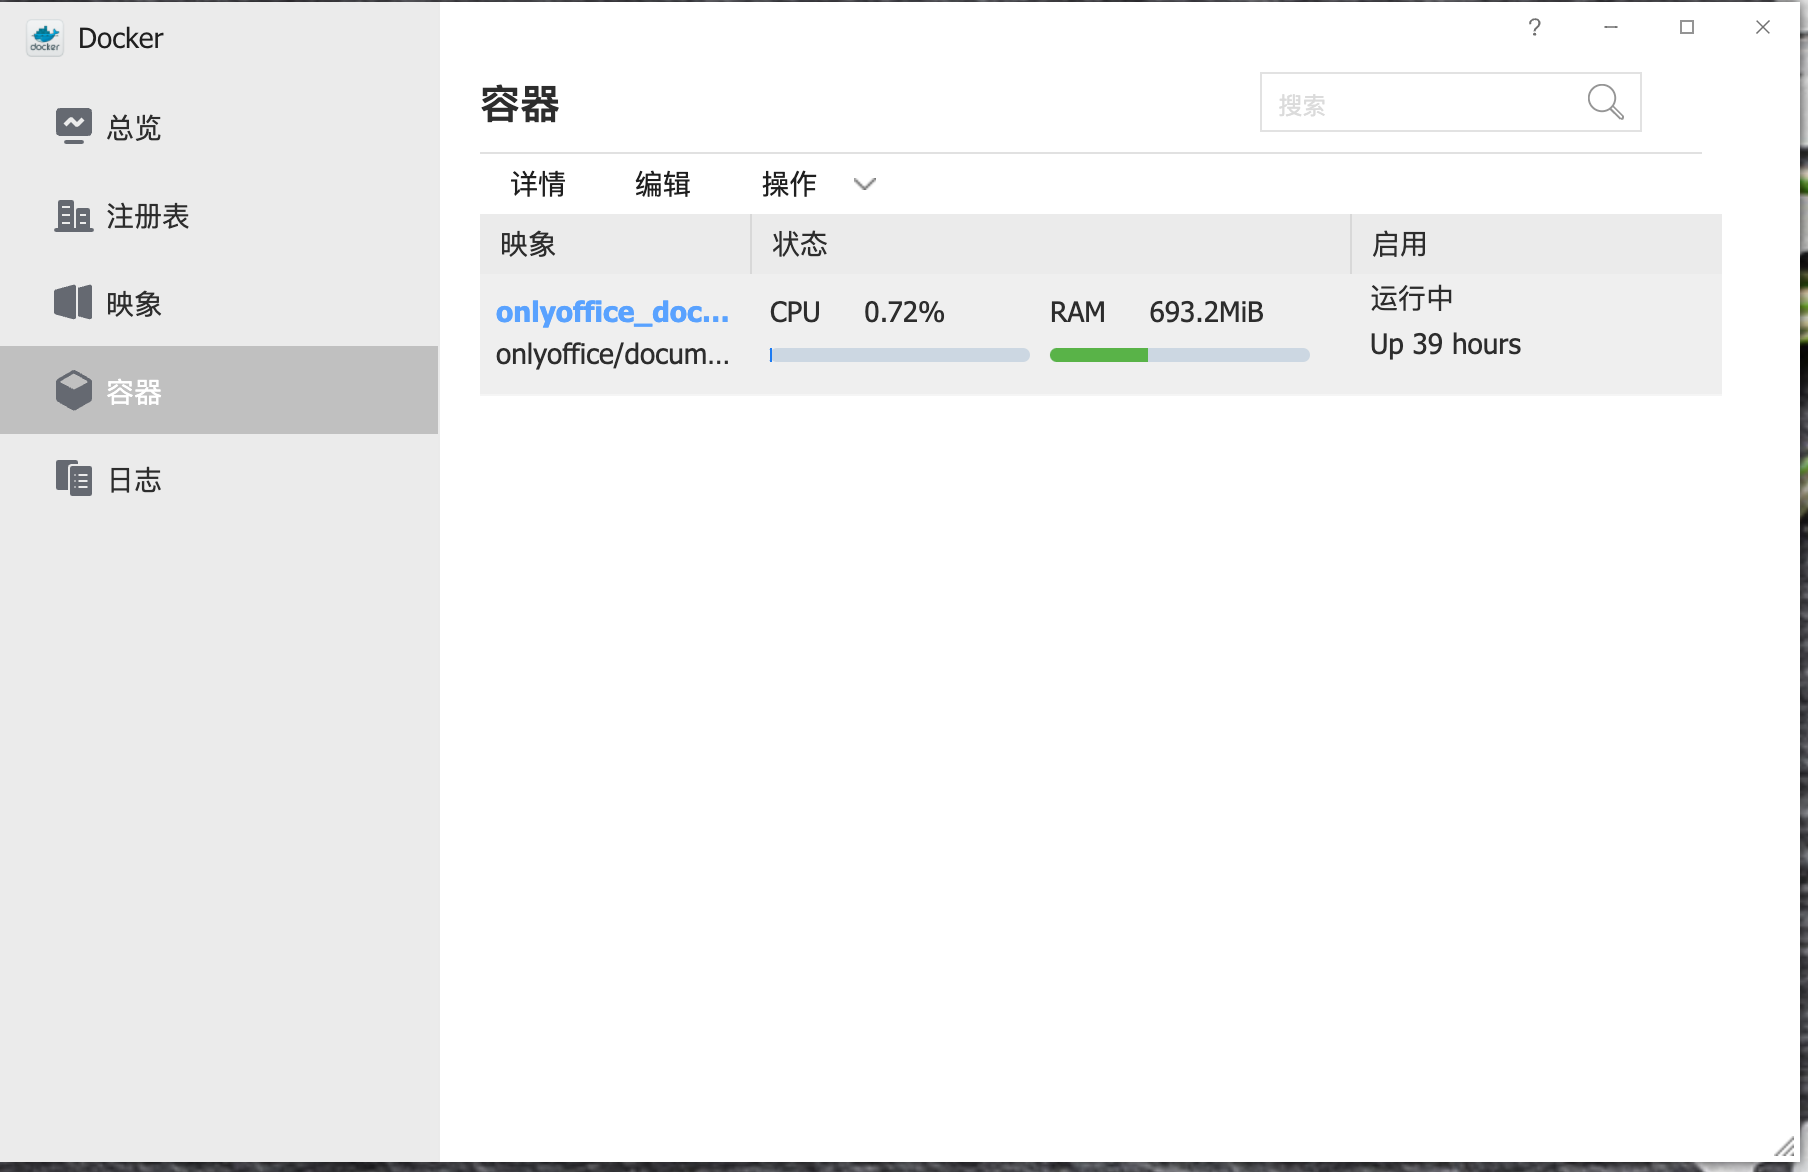 Docker
总览
注册表
映象
容器
日志
容器
搜索
详情 编辑 操作
映象 状态 启用
onlyoffice_doc... CPU 0.72% RAM 693.2MiB 运行中
onlyoffice/docum... Up 39 hours